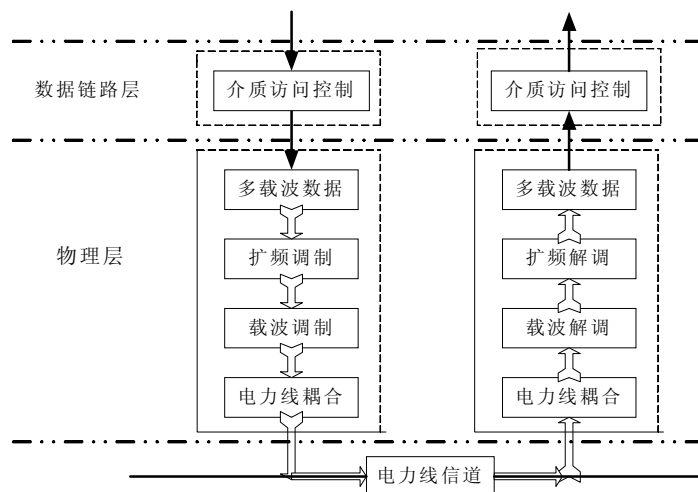 数据链路层
介质访问控制
介质访问控制
物理层
多载波数据
多载波数据
扩频调制
扩频解调
载波调制
载波解调
电力线耦合
电力线耦合
电力线信道